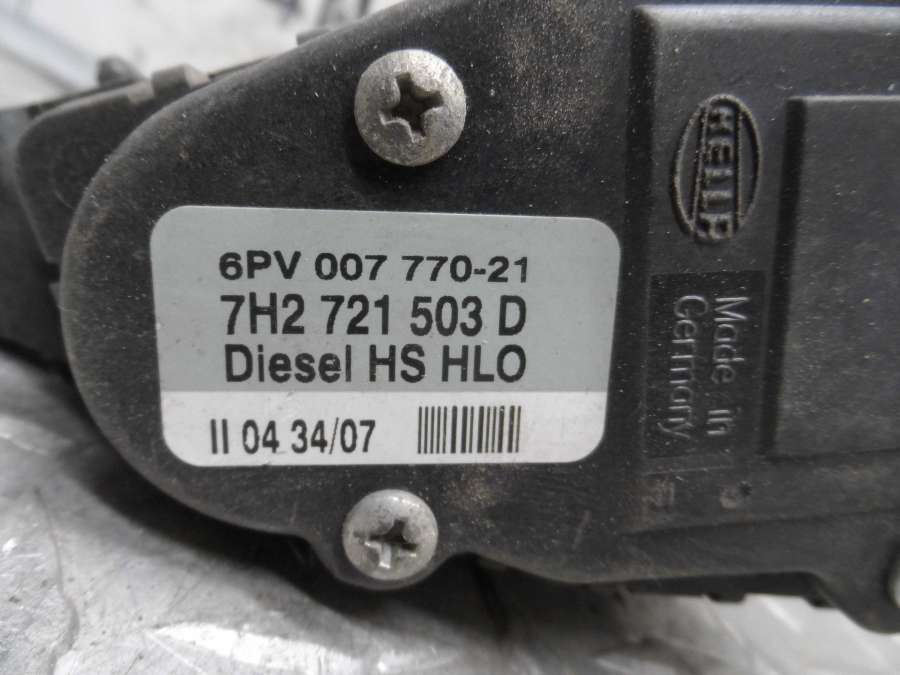 6PV 007 770-21
7H2 721 503 D
Diesel HS HLO
II 04 34/07
HELLA
Made in
Germany